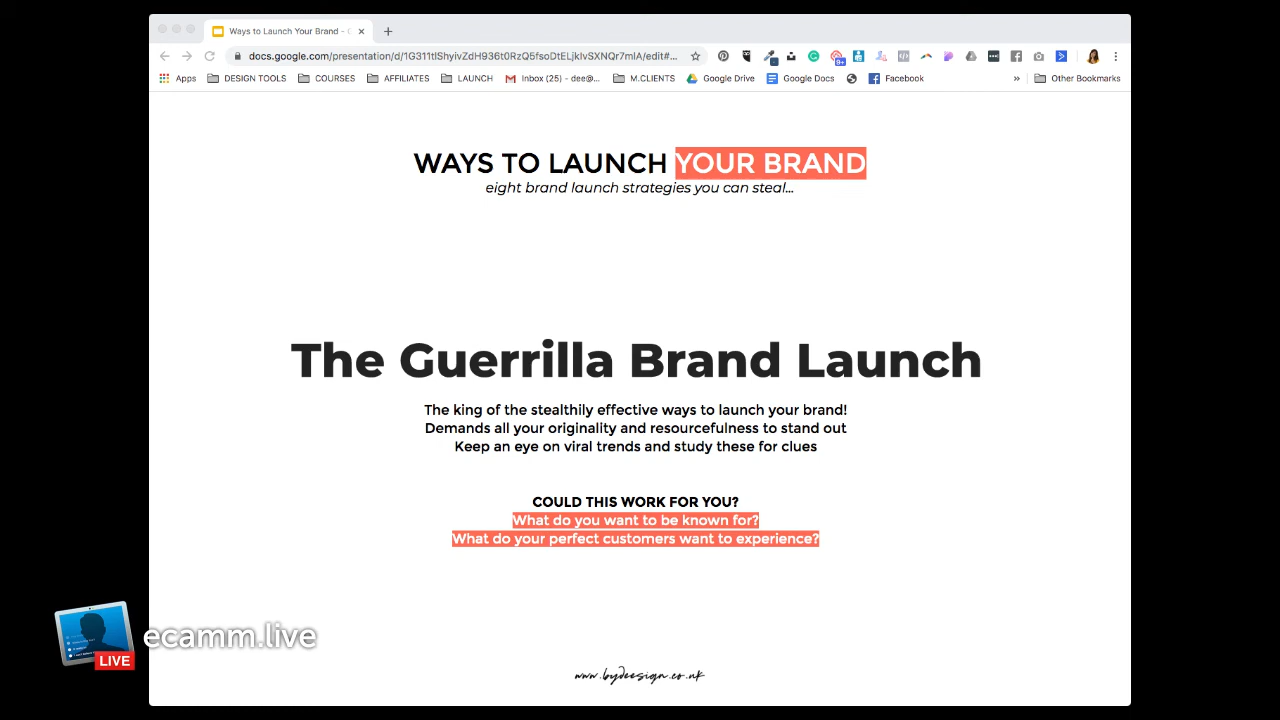 Ways to Launch Your Brand - G
docs.google.com/presentation/d/1G311tlShyivZdH936t0RzQ5fsoDtELjklvSXNQr7mlA/edit#...
9+
Apps DESIGN TOOLS COURSES AFFILIATES LAUNCH Inbox (25) - dee@... M.CLIENTS Google Drive Google Docs Facebook » Other Bookmarks
WAYS TO LAUNCH YOUR BRAND
eight brand launch strategies you can steal...
The Guerrilla Brand Launch
The king of the stealthily effective ways to launch your brand!
Demands all your originality and resourcefulness to stand out
Keep an eye on viral trends and study these for clues
COULD THIS WORK FOR YOU?
What do you want to be known for?
What do your perfect customers want to experience?
ecamm.live
LIVE
www.bydeesign.co.uk